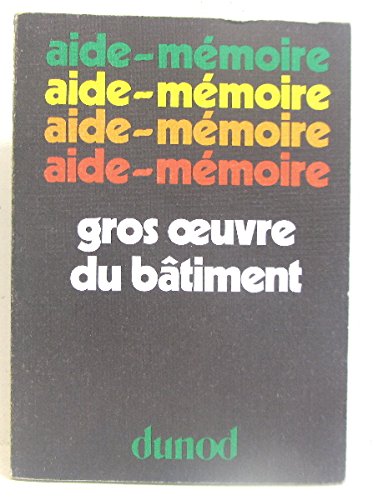 aide-mémoire
aide-mémoire
aide-mémoire
aide-mémoire
gros œuvre
du bâtiment
dunod